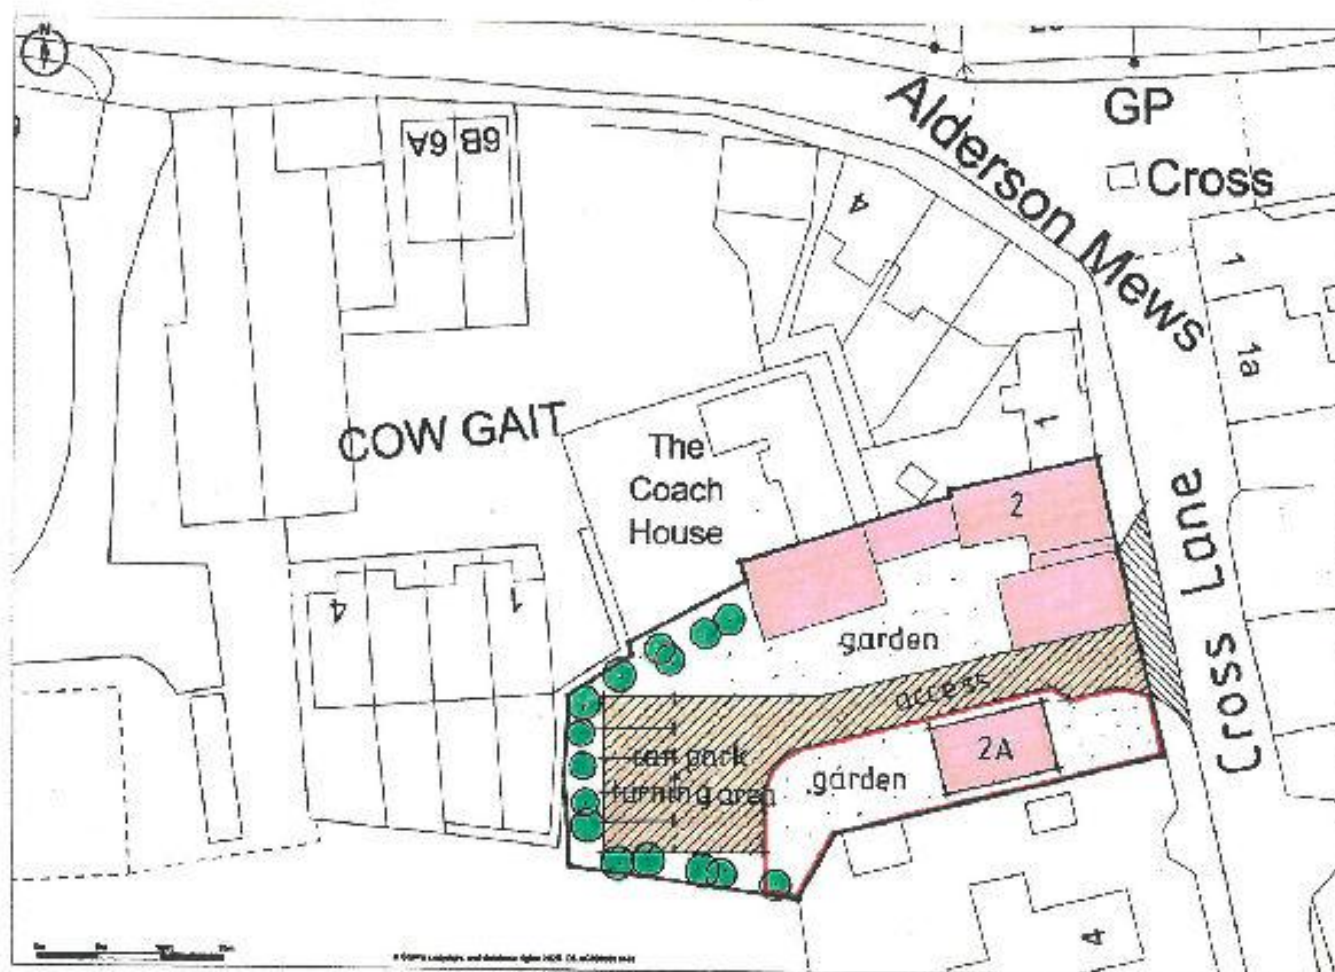 N
Alderson Mews
GP
Cross
6A 6B
4
1
1a
COW GAIT
The
Coach
House
1
2
Cross Lane
4
1
garden
access
car park
turning area
garden
2A
4